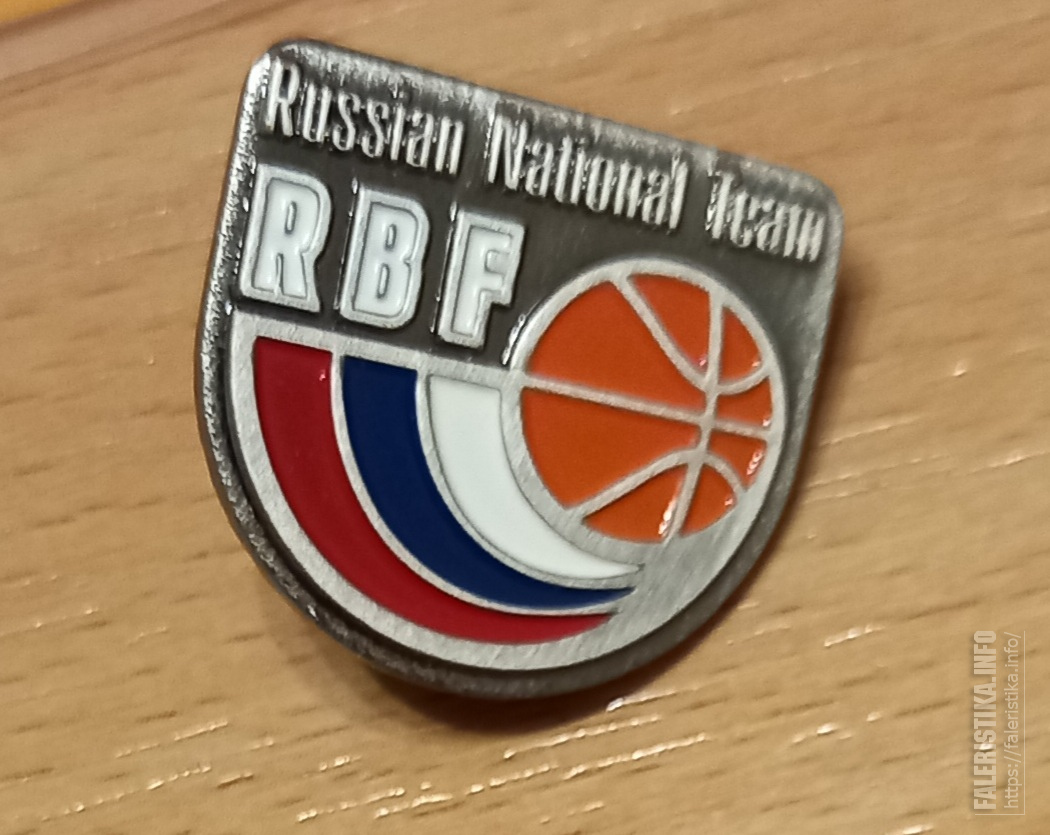 Russian National Team
RBF
FALERISTIKA.INFO
https://faleristika.info/